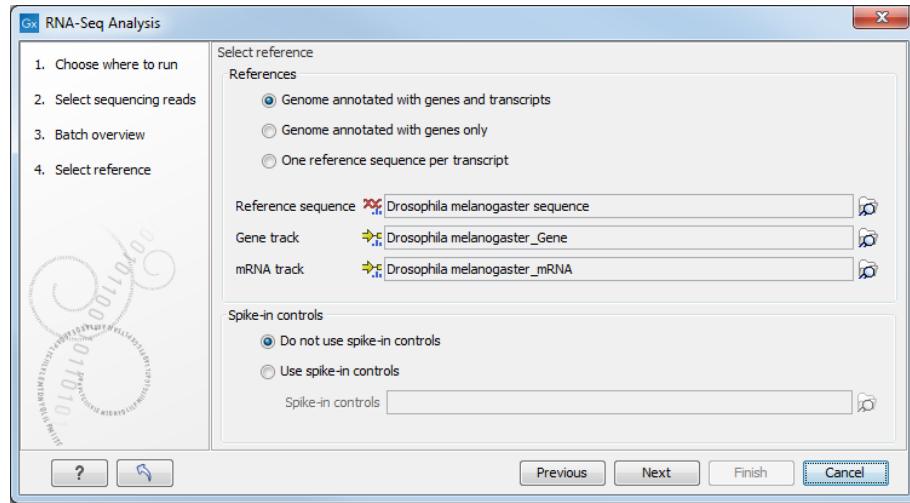 Gx RNA-Seq Analysis
1. Choose where to run
2. Select sequencing reads
3. Batch overview
4. Select reference
Select reference
References
Genome annotated with genes and transcripts
Genome annotated with genes only
One reference sequence per transcript
Reference sequence Drosophila melanogaster sequence
Gene track Drosophila melanogaster_Gene
mRNA track Drosophila melanogaster_mRNA
Spike-in controls
Do not use spike-in controls
Use spike-in controls
Spike-in controls
? Previous Next Finish Cancel